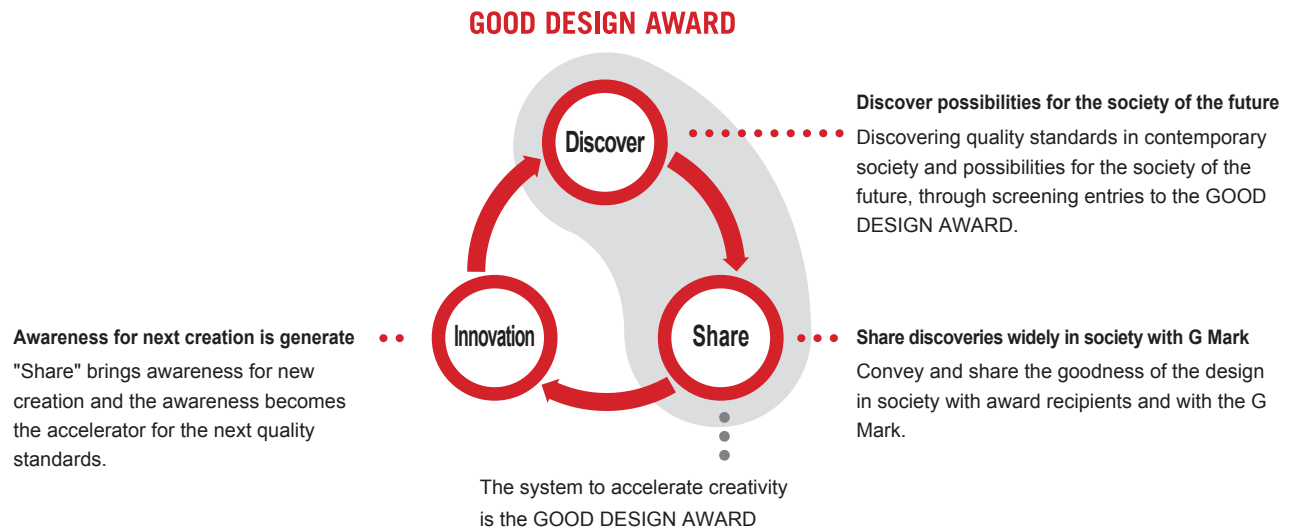 GOOD DESIGN AWARD
Discover
Discover possibilities for the society of the future
Discovering quality standards in contemporary
society and possibilities for the society of the
future, through screening entries to the GOOD
DESIGN AWARD.
Awareness for next creation is generate
"Share" brings awareness for new
creation and the awareness becomes
the accelerator for the next quality
standards.
Innovation
Share
Share discoveries widely in society with G Mark
Convey and share the goodness of the design
in society with award recipients and with the G
Mark.
The system to accelerate creativity
is the GOOD DESIGN AWARD